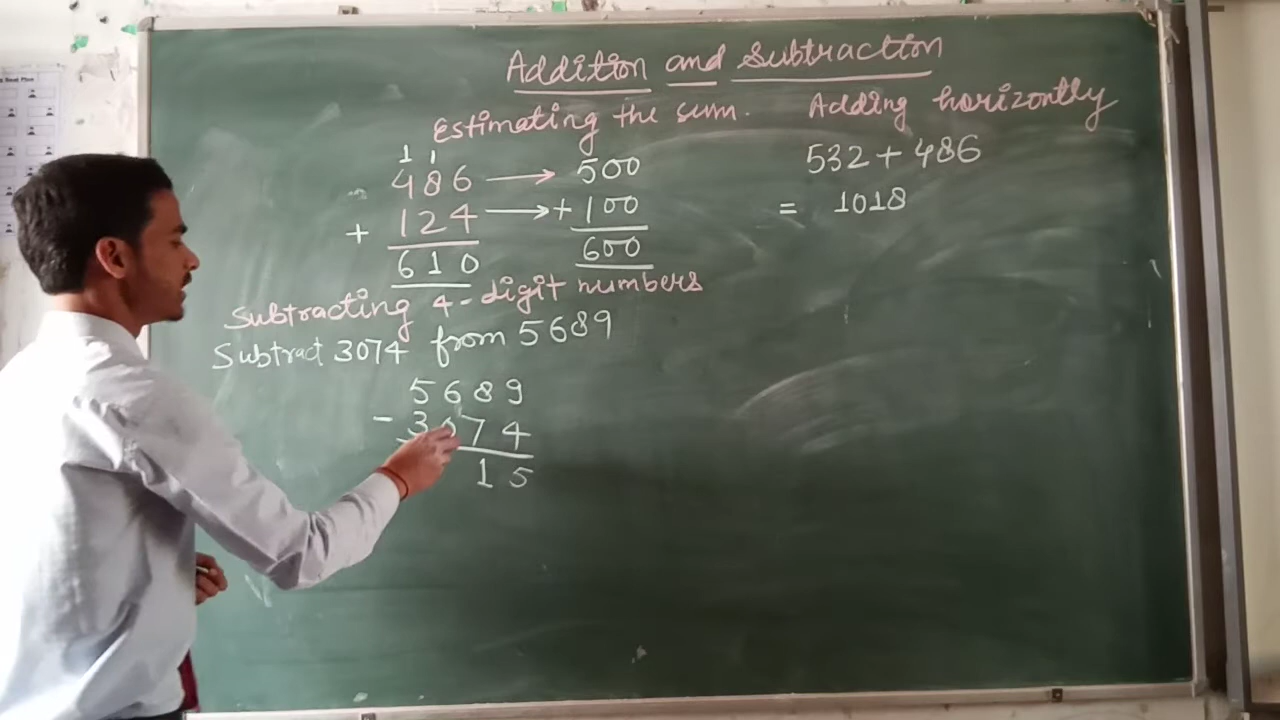 Addition and Subtraction
Estimating the sum.
1 1
486 → 500
+ 124 → + 100
610 600
Adding horizontly
532 + 486
= 1018
Subtracting 4-digit numbers
Subtract 3074 from 5689
5689
- 3074
15